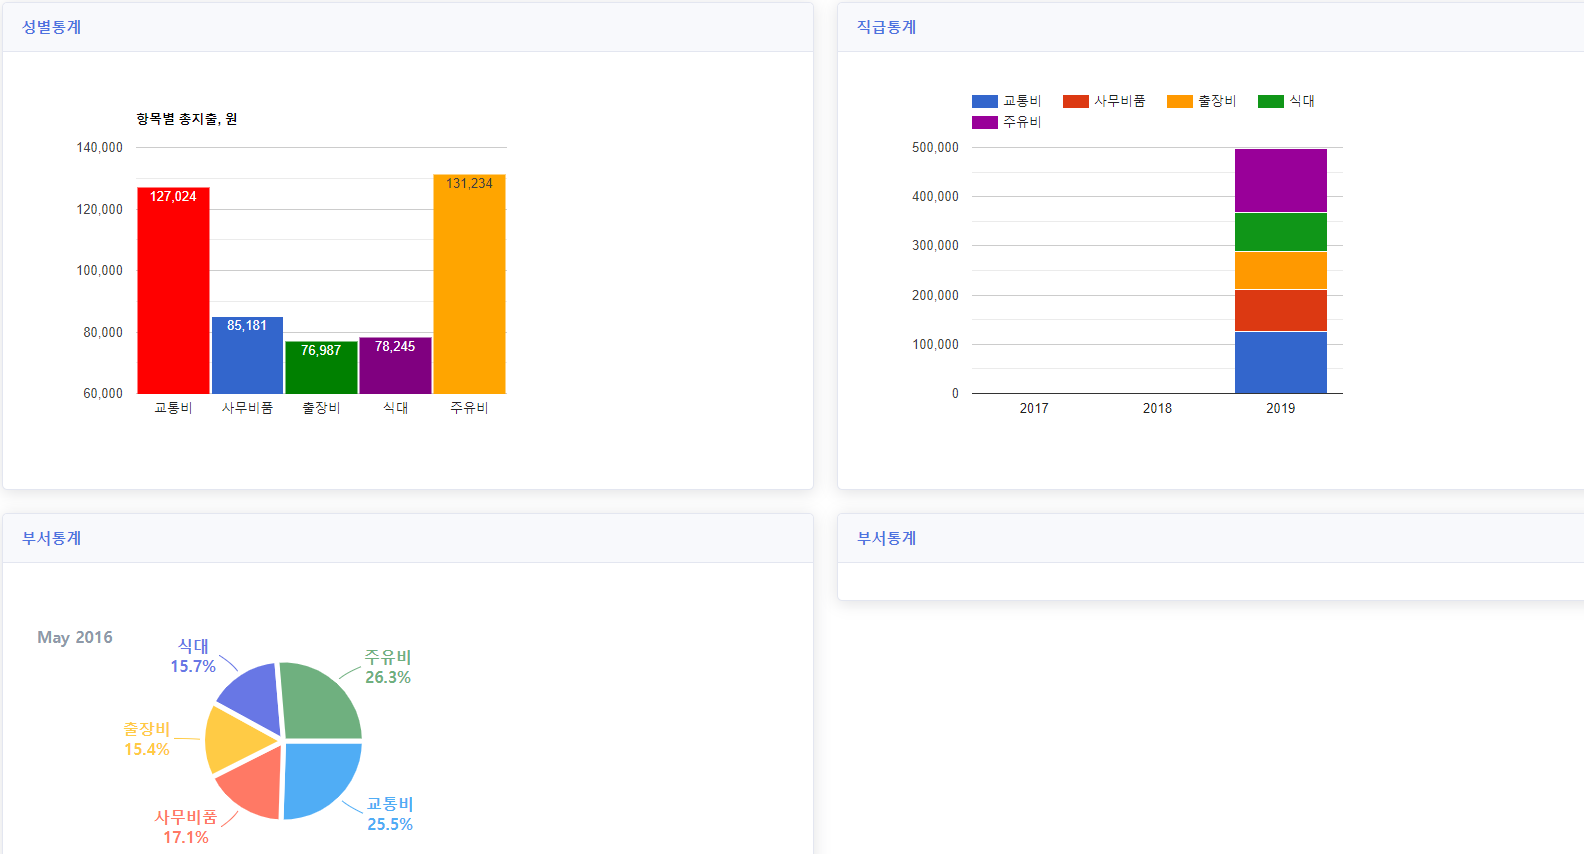 성별통계
항목별 총지출, 원
140,000
120,000
100,000
80,000
60,000
127,024
85,181
76,987
78,245
131,234
교통비 사무비품 출장비 식대 주유비
직급통계
교통비 사무비품 출장비 식대
주유비
500,000
400,000
300,000
200,000
100,000
0
2017 2018 2019
부서통계
May 2016
식대
15.7%
주유비
26.3%
출장비
15.4%
교통비
25.5%
사무비품
17.1%
부서통계